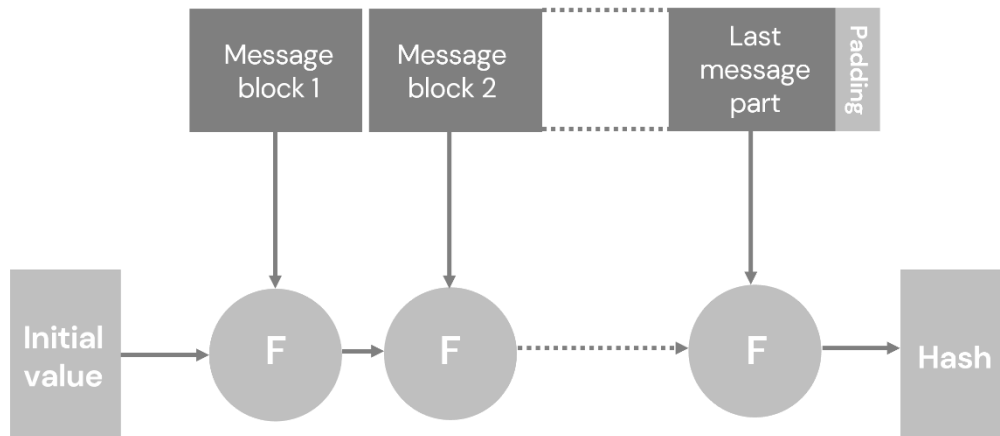 Message
block 1
Message
block 2
Last
message
part
Padding
Initial
value
F
F
F
Hash